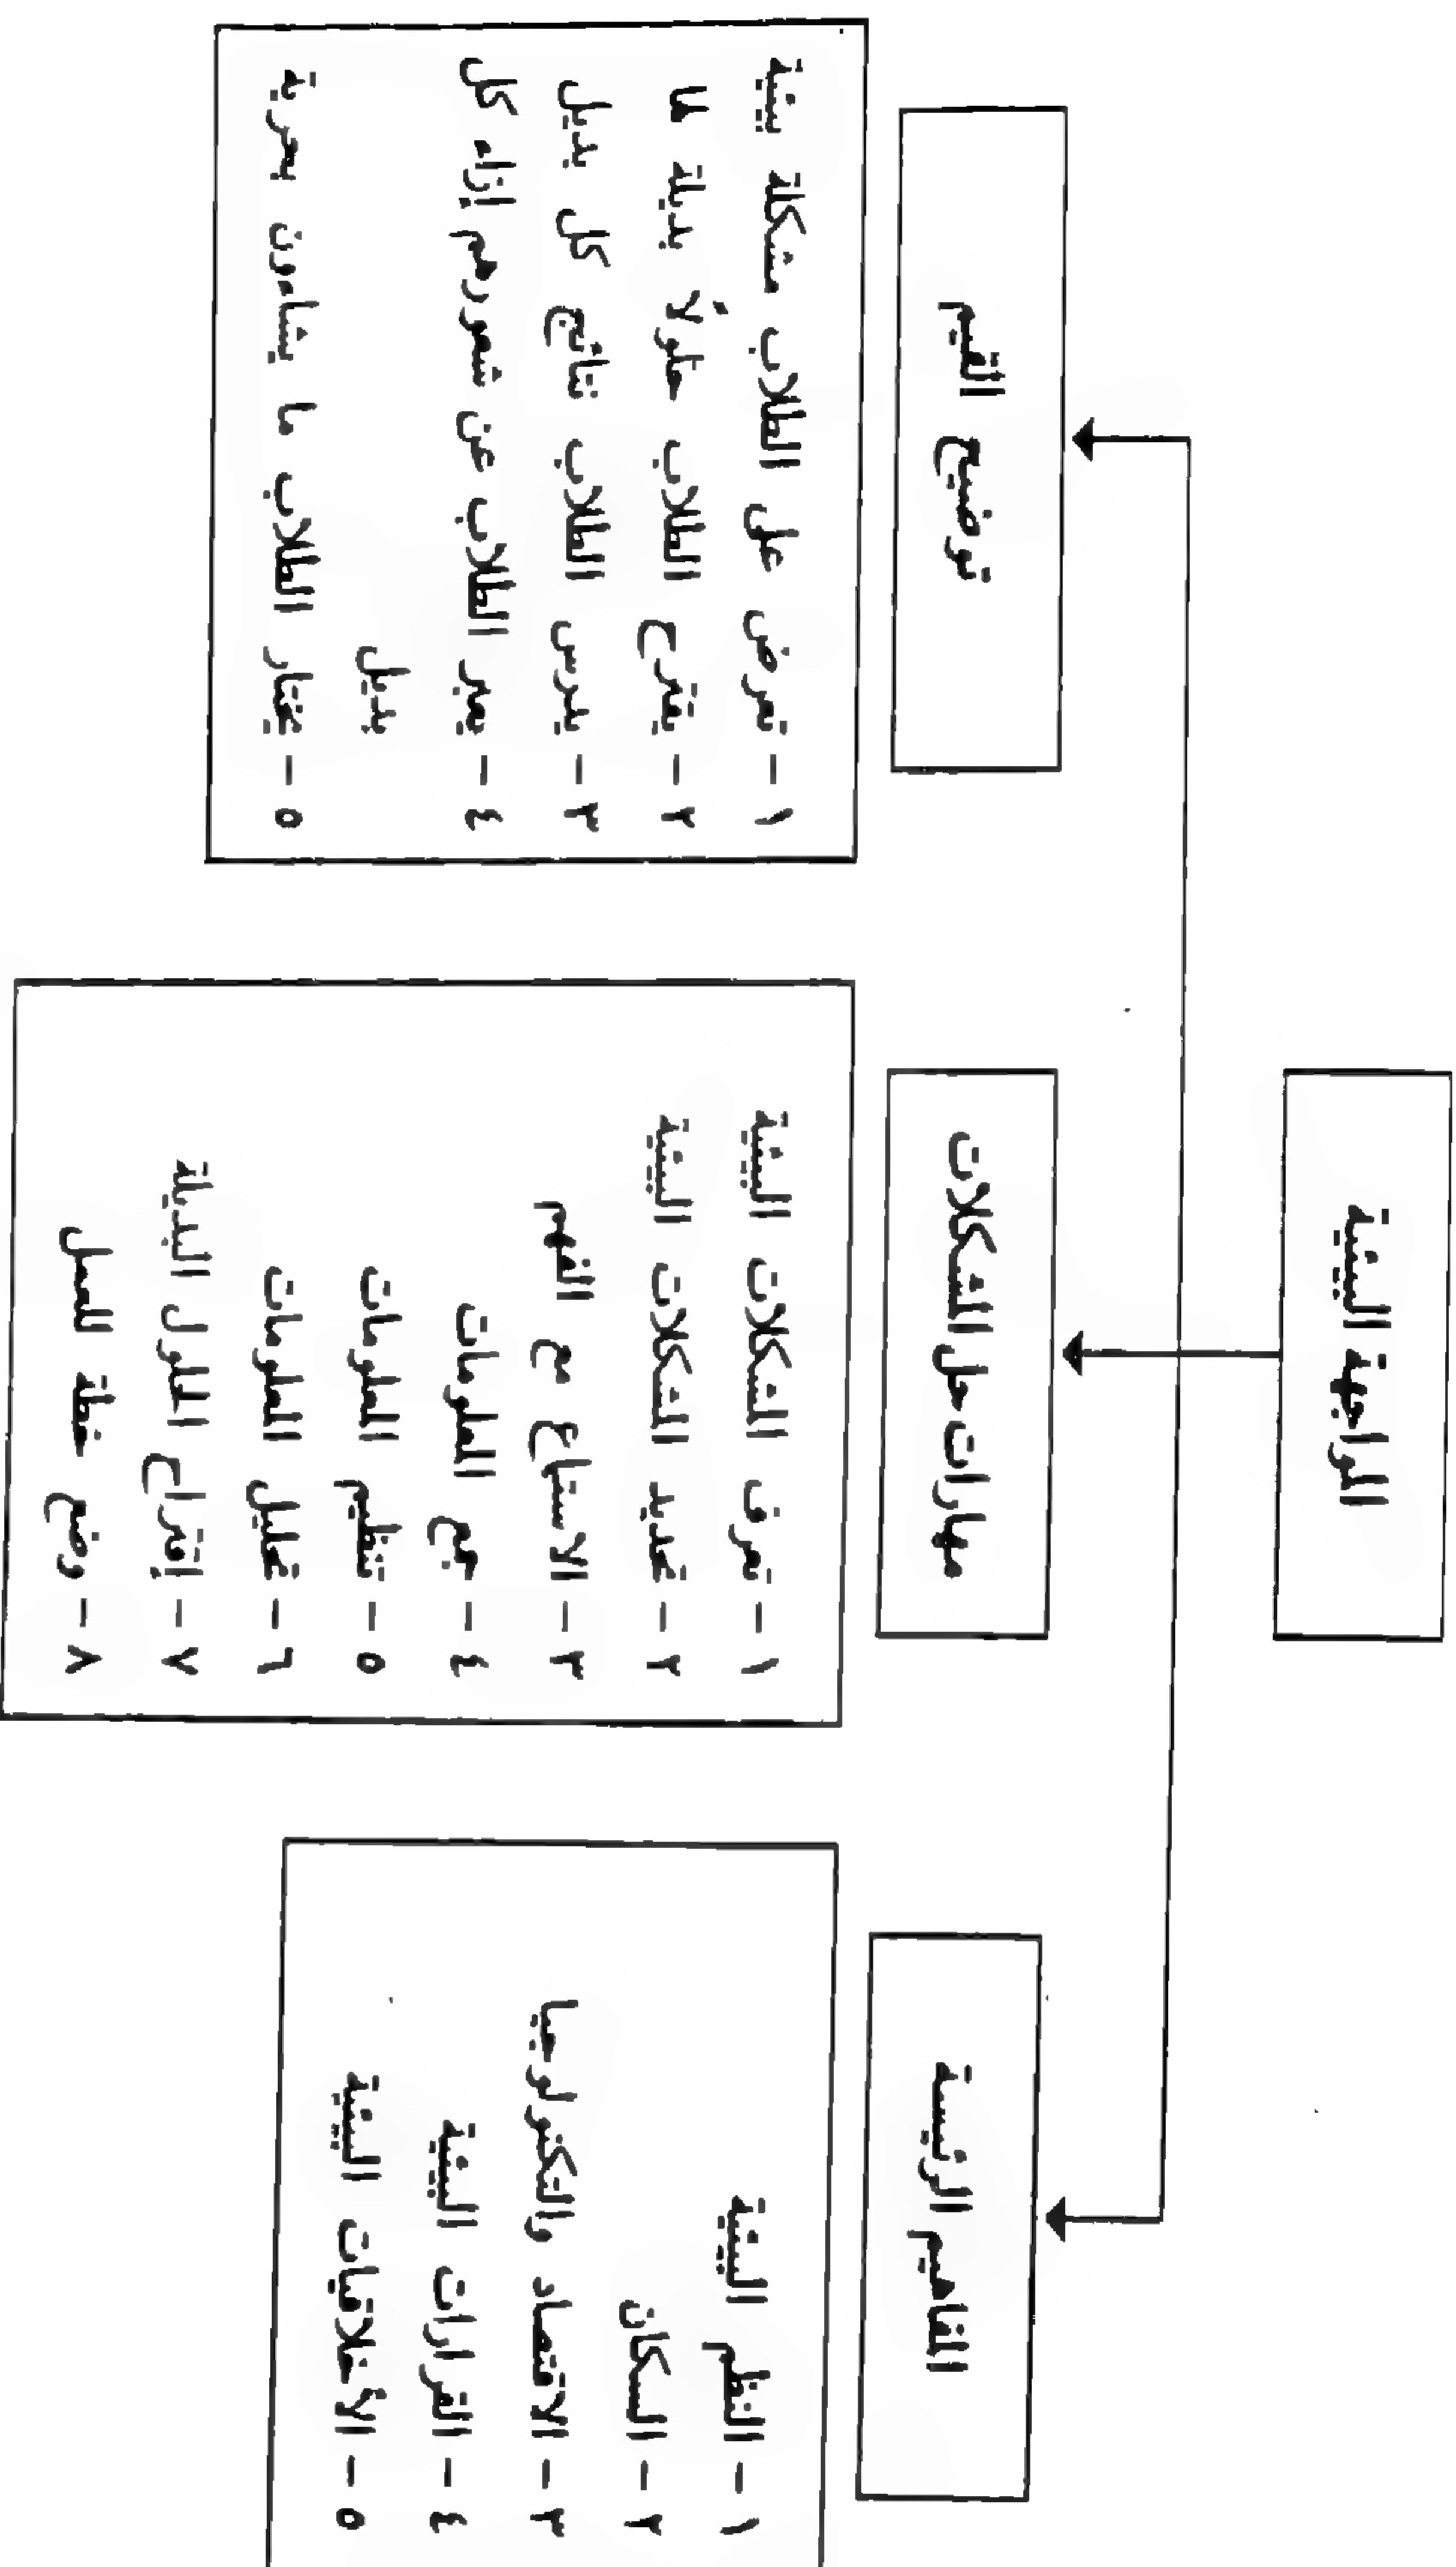 المواجهة البيئية
المفاهيم الرئيسة
١ - النظم البيئية
٢ - السكان
٣ - الاقتصاد والتكنولوجيا
٤ - القرارات البيئية
٥ - الأخلاقيات البيئية
مهارات حل المشكلات
١ - تعرف المشكلات البيئية
٢ - تحديد المشكلات البيئية
٣ - الاستماع مع الفهم
٤ - جمع المعلومات
٥ - تنظيم المعلومات
٦ - تحليل المعلومات
٧ - إقتراح الحلول البديلة
٨ - وضع خطة للعمل
توضيح القيم
١ - تعرض على الطلاب مشكلة بيئية
٢ - يقترح الطلاب حلولاً بديلة لها
٣ - يدرس الطلاب نتائج كل بديل
٤ - يعبر الطلاب عن شعورهم إزاء كل
بديل
٥ - يختار الطلاب ما يشاءون بحرية